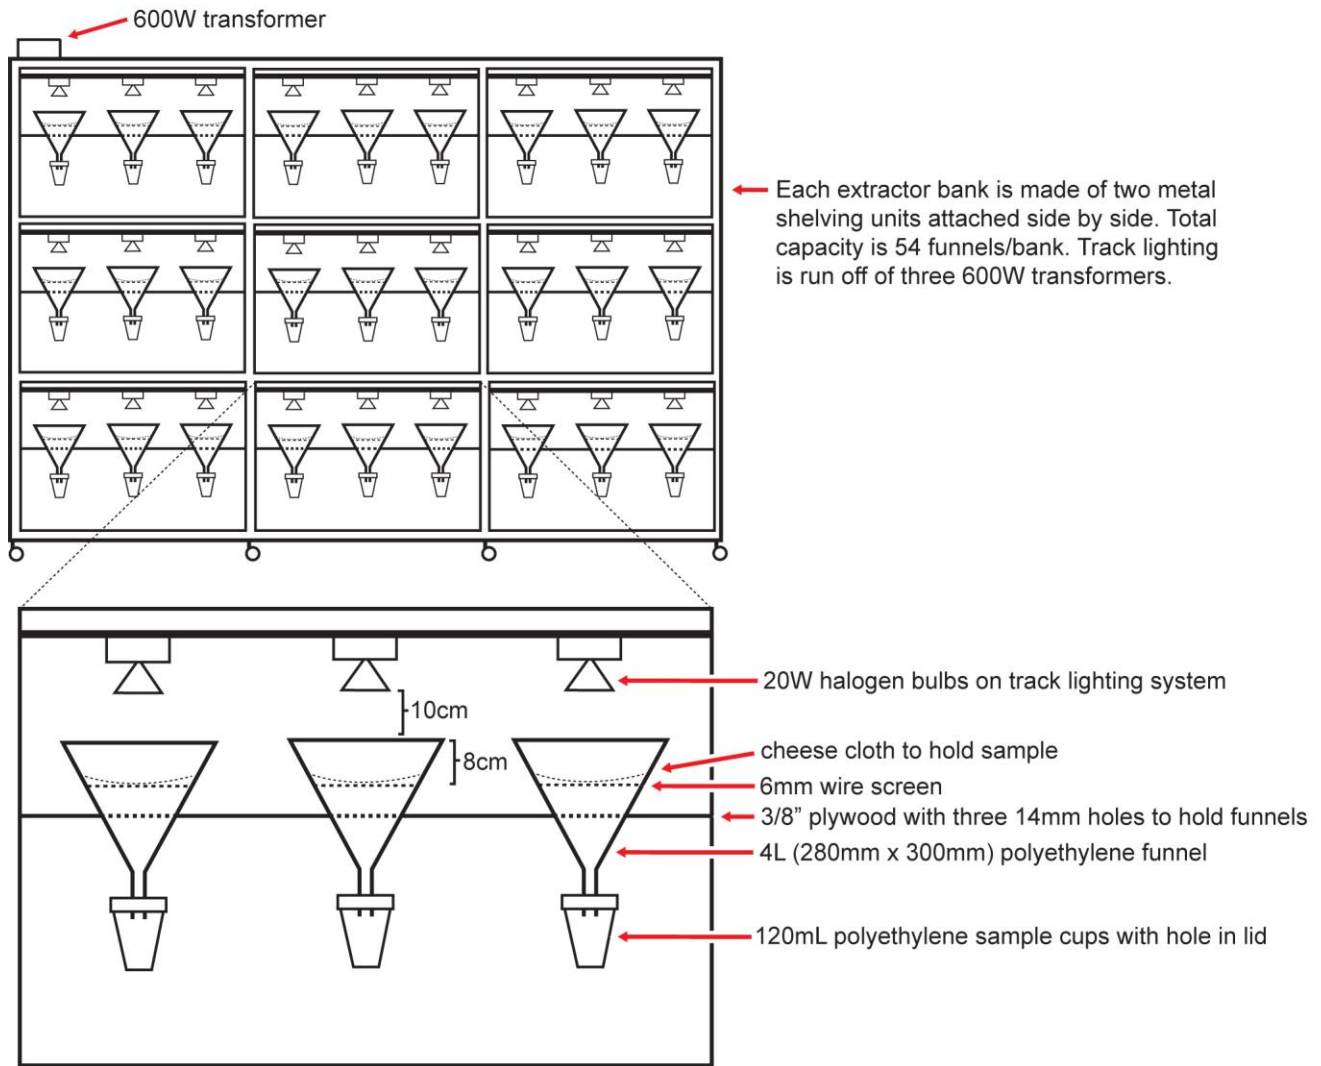 600W transformer
Each extractor bank is made of two metal
shelving units attached side by side. Total
capacity is 54 funnels/bank. Track lighting
is run off of three 600W transformers.
20W halogen bulbs on track lighting system
10cm
cheese cloth to hold sample
8cm
6mm wire screen
3/8" plywood with three 14mm holes to hold funnels
4L (280mm x 300mm) polyethylene funnel
120mL polyethylene sample cups with hole in lid